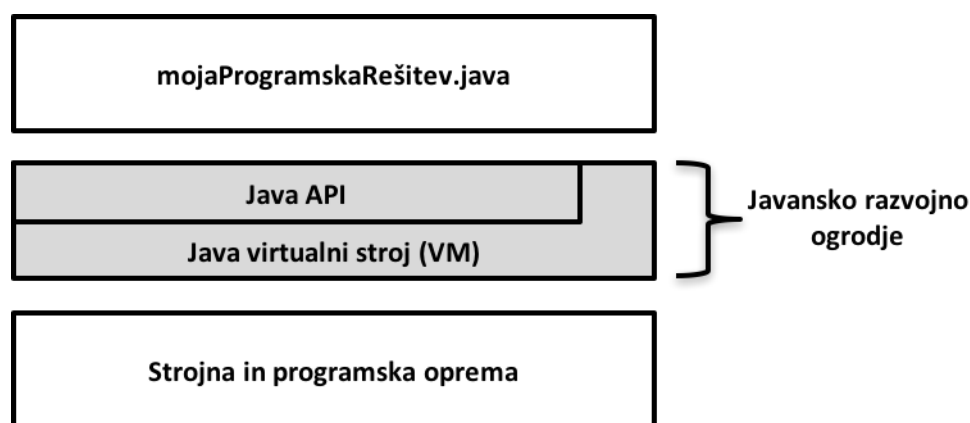 mojaProgramskaRešitev.java
Java API
Java virtualni stroj (VM)
Javansko razvojno
ogrodje
Strojna in programska oprema